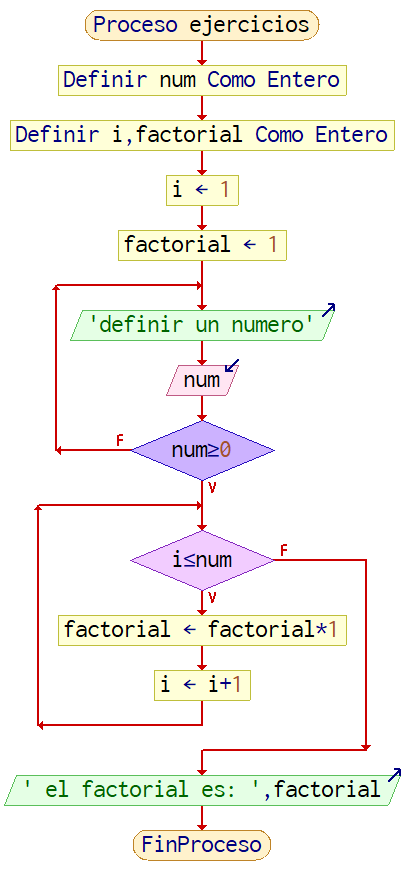 Proceso ejercicios
Definir num Como Entero
Definir i,factorial Como Entero
i ← 1
factorial ← 1
'definir un numero'
num
num≥0
F
V
i≤num
F
V
factorial ← factorial*1
i ← i+1
' el factorial es: ',factorial
FinProceso